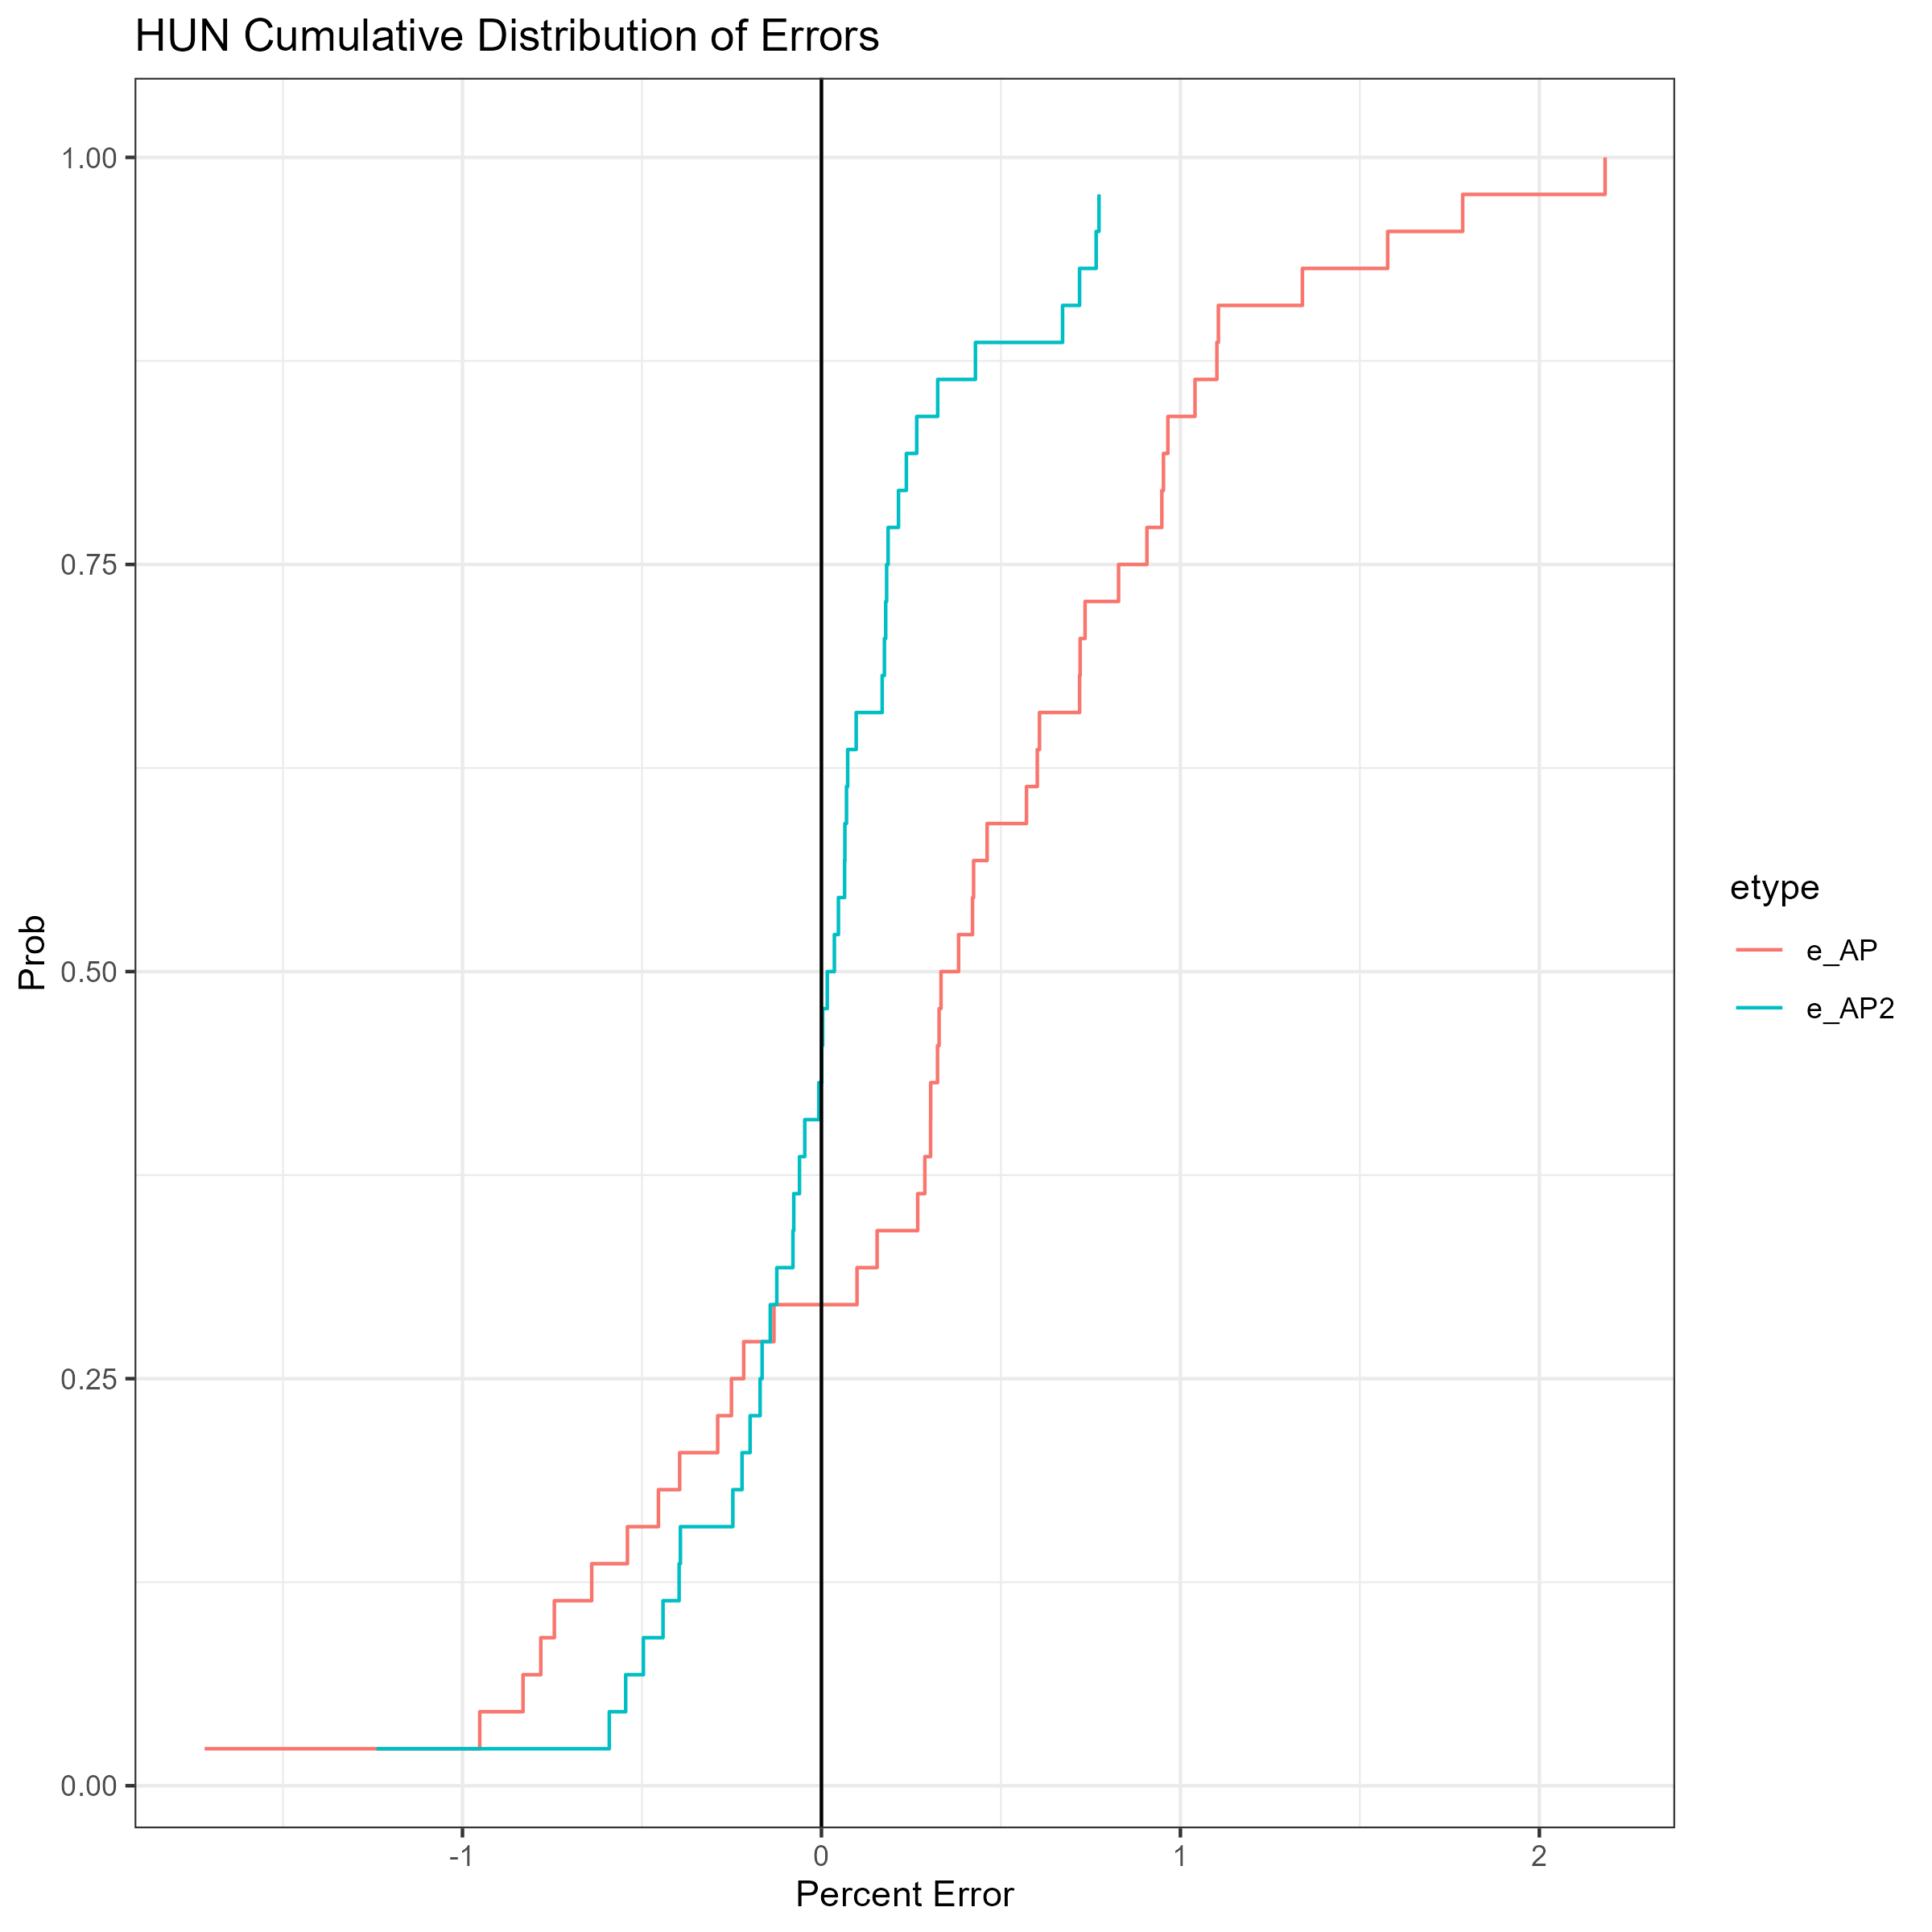 HUN Cumulative Distribution of Errors
1.00
0.75
0.50
0.25
0.00
Prob
-1
0
1
2
Percent Error
etype
e_AP
e_AP2